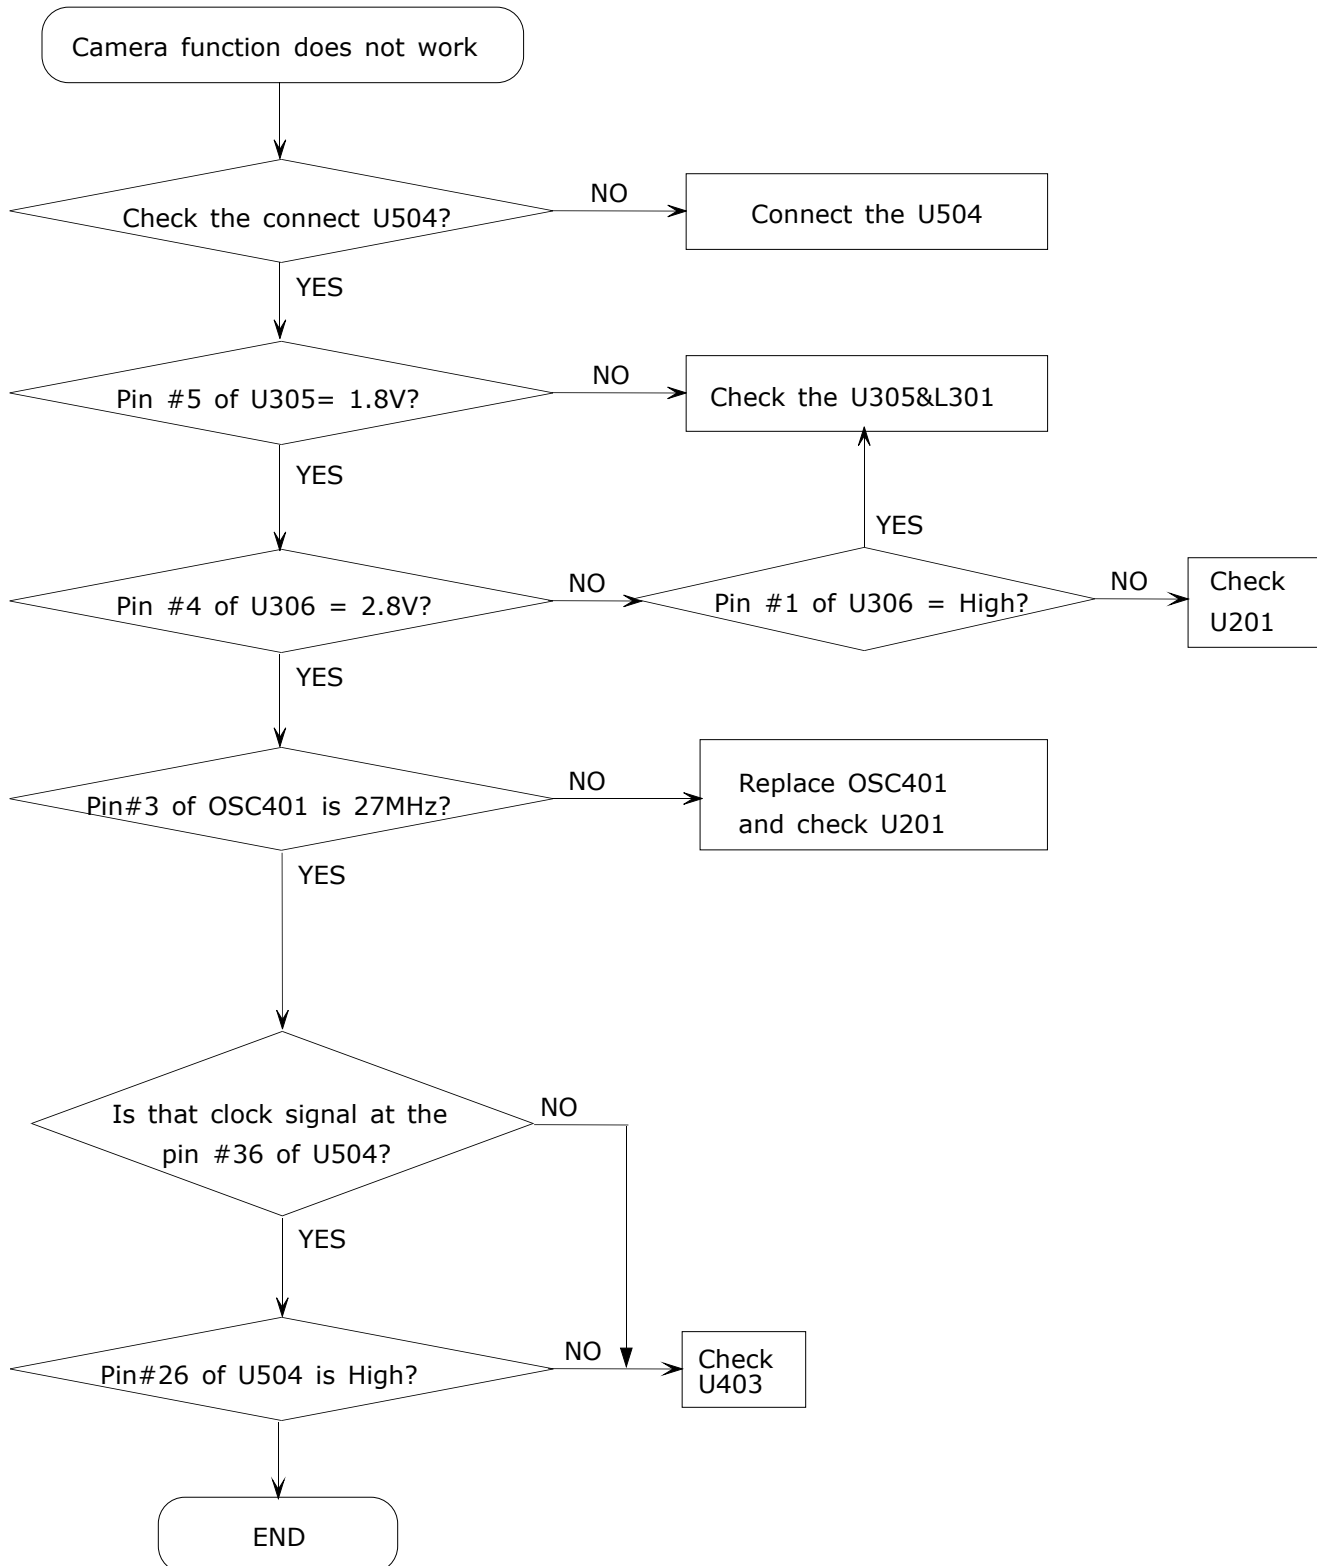 Camera function does not work
Check the connect U504?
NO
Connect the U504
YES
Pin #5 of U305= 1.8V?
NO
Check the U305&L301
YES
YES
Pin #4 of U306 = 2.8V?
NO
Pin #1 of U306 = High?
NO
Check
U201
YES
Pin#3 of OSC401 is 27MHz?
NO
Replace OSC401
and check U201
YES
Is that clock signal at the
pin #36 of U504?
NO
YES
Pin#26 of U504 is High?
NO
Check
U403
END